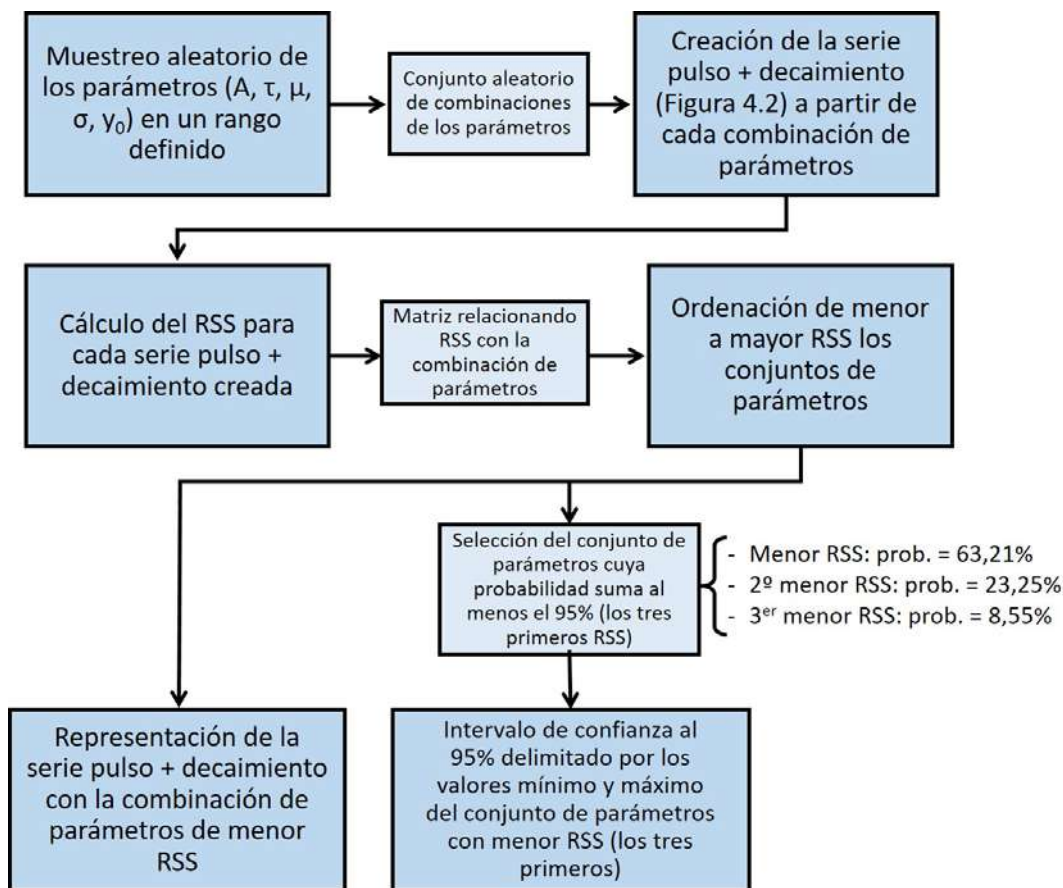 Muestreo aleatorio de
los parámetros (A, τ, μ,
σ, y₀) en un rango
definido
Conjunto aleatorio
de combinaciones
de los parámetros
Creación de la serie
pulso + decaimiento
(Figura 4.2) a partir de
cada combinación de
parámetros
Cálculo del RSS para
cada serie pulso +
decaimiento creada
Matriz relacionando
RSS con la
combinación de
parámetros
Ordenación de menor
a mayor RSS los
conjuntos de
parámetros
Selección del conjunto de
parámetros cuya
probabilidad suma al
menos el 95% (los tres
primeros RSS)
- Menor RSS: prob. = 63,21%
- 2º menor RSS: prob. = 23,25%
- 3er menor RSS: prob. = 8,55%
Representación de la
serie pulso + decaimiento
con la combinación de
parámetros de menor
RSS
Intervalo de confianza al
95% delimitado por los
valores mínimo y máximo
del conjunto de parámetros
con menor RSS (los tres
primeros)